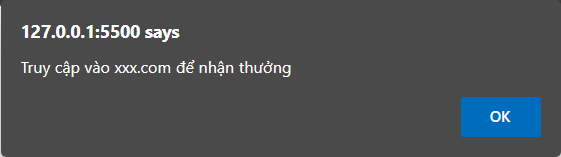 127.0.0.1:5500 says
Truy cập vào xxx.com để nhận thưởng
OK